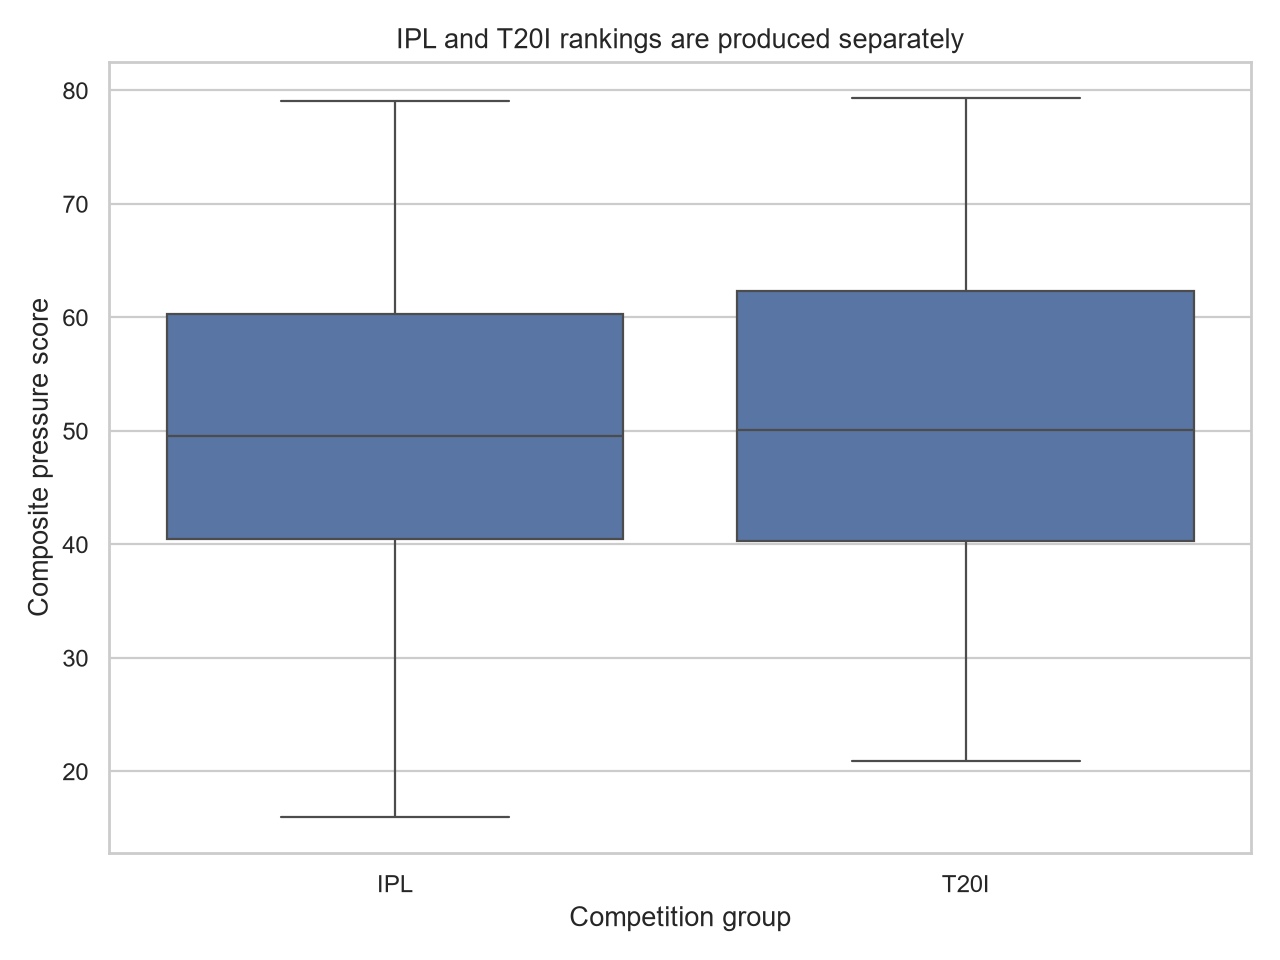 IPL and T20I rankings are produced separately
80
70
60
50
40
30
20
Composite pressure score
IPL
T20I
Competition group